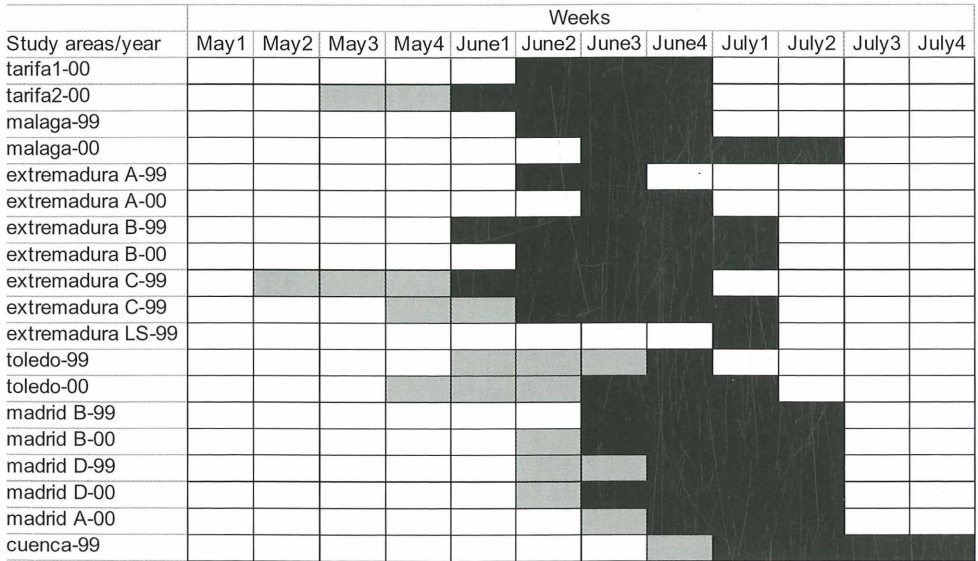 Weeks
Study areas/year May1 May2 May3 May4 June1 June2 June3 June4 July1 July2 July3 July4
tarifa1-00
tarifa2-00
malaga-99
malaga-00
extremadura A-99
extremadura A-00
extremadura B-99
extremadura B-00
extremadura C-99
extremadura C-99
extremadura LS-99
toledo-99
toledo-00
madrid B-99
madrid B-00
madrid D-99
madrid D-00
madrid A-00
cuenca-99